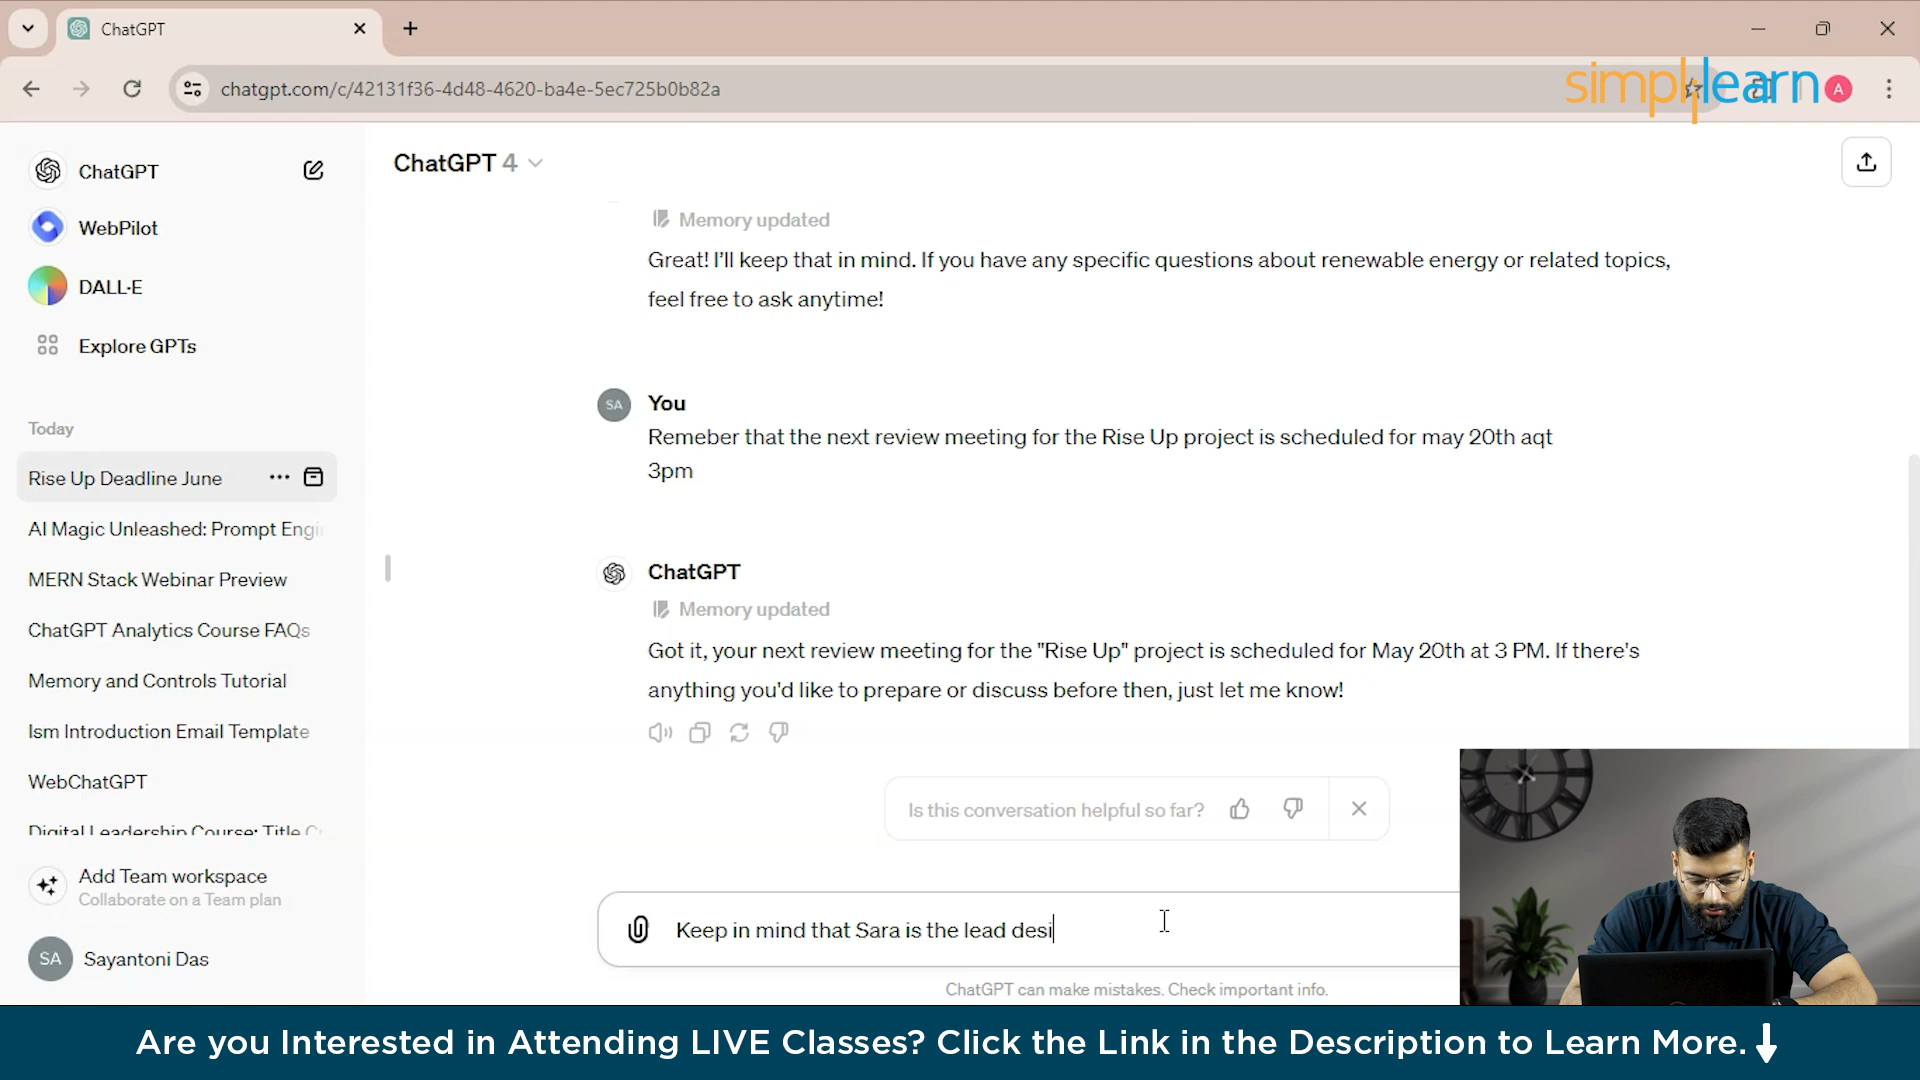 ChatGPT
chatgpt.com/c/42131f36-4d48-4620-ba4e-5ec725b0b82a
simplilearn
A
ChatGPT
WebPilot
DALL·E
Explore GPTs
Today
Rise Up Deadline June
AI Magic Unleashed: Prompt Engi
MERN Stack Webinar Preview
ChatGPT Analytics Course FAQs
Memory and Controls Tutorial
Ism Introduction Email Template
WebChatGPT
Digital Leadership Course: Title C
Add Team workspace
Collaborate on a Team plan
SA
Sayantoni Das
ChatGPT 4
Memory updated
Great! I'll keep that in mind. If you have any specific questions about renewable energy or related topics,
feel free to ask anytime!
SA
You
Remeber that the next review meeting for the Rise Up project is scheduled for may 20th aqt
3pm
ChatGPT
Memory updated
Got it, your next review meeting for the "Rise Up" project is scheduled for May 20th at 3 PM. If there's
anything you'd like to prepare or discuss before then, just let me know!
Is this conversation helpful so far?
Keep in mind that Sara is the lead desi
ChatGPT can make mistakes. Check important info.
Are you Interested in Attending LIVE Classes? Click the Link in the Description to Learn More.